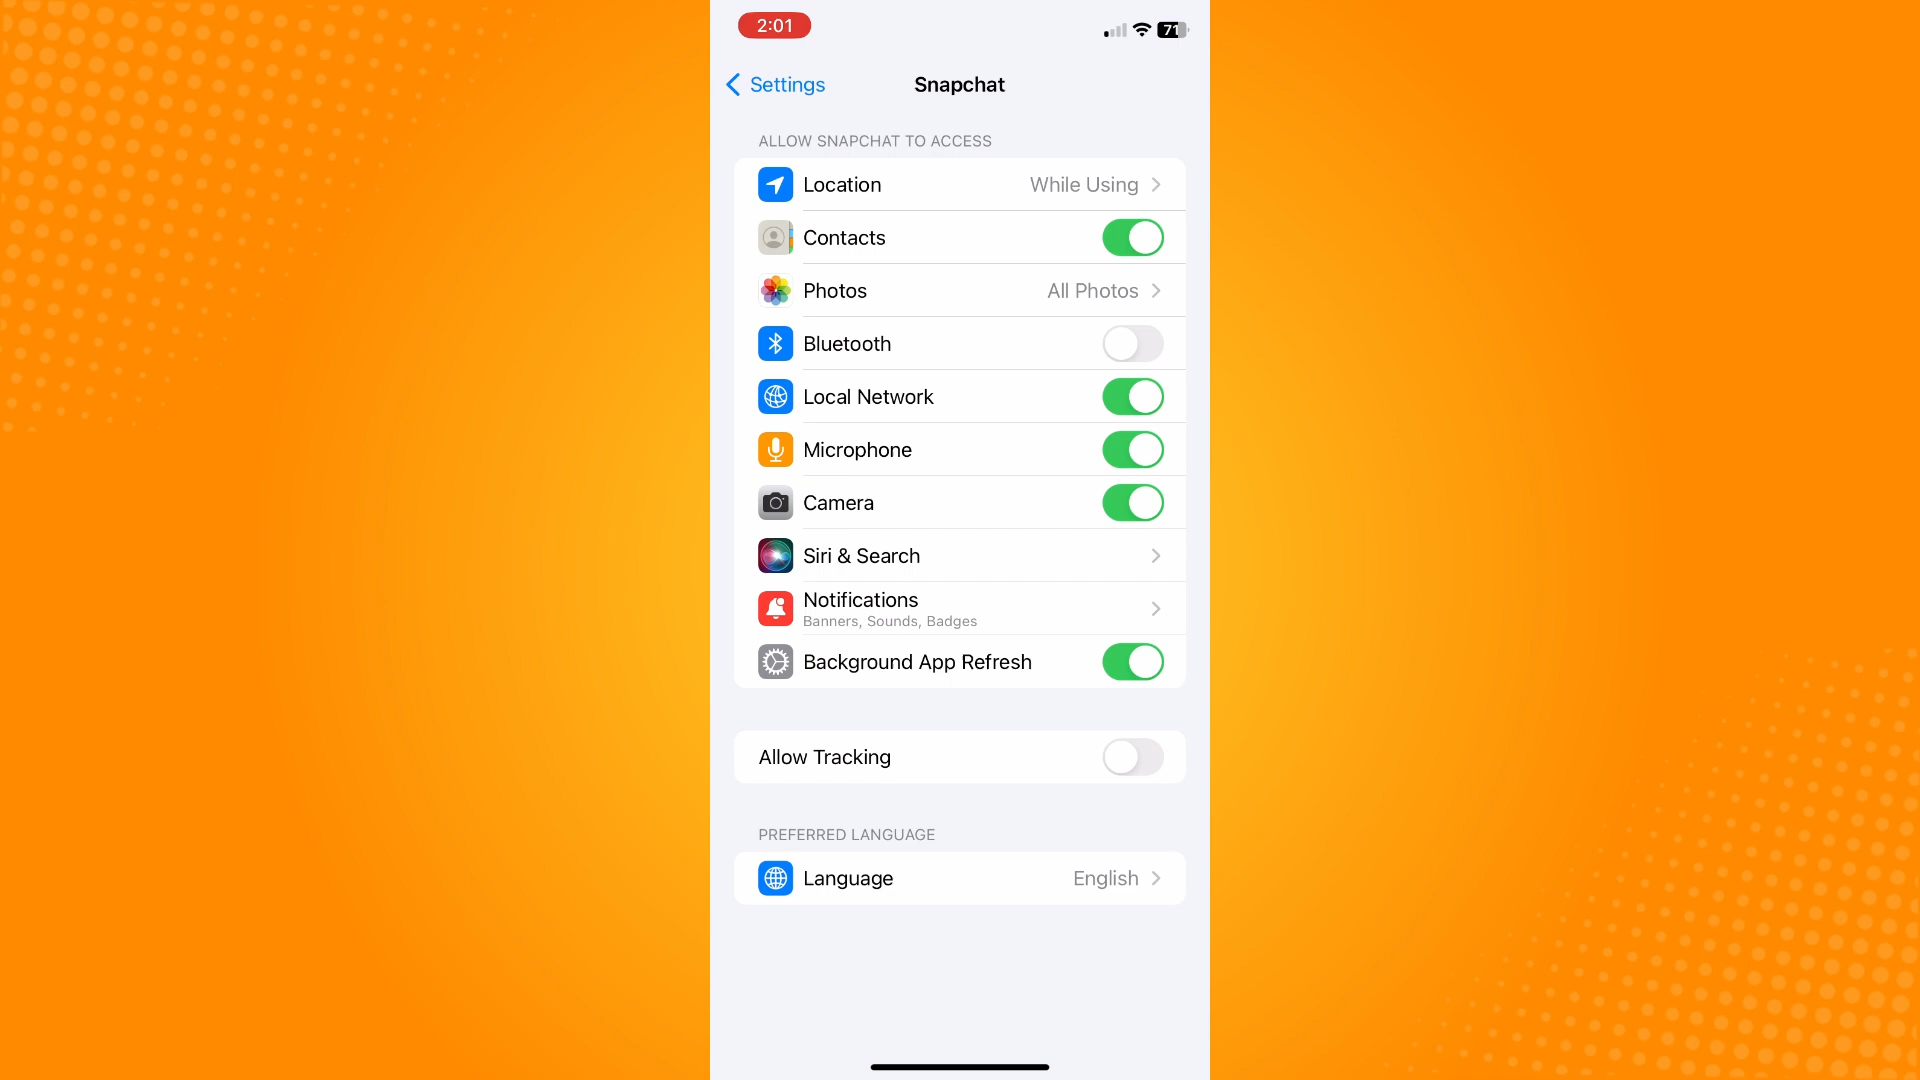 2:01
71
Settings
Snapchat
ALLOW SNAPCHAT TO ACCESS
Location While Using
Contacts
Photos All Photos
Bluetooth
Local Network
Microphone
Camera
Siri & Search
Notifications
Banners, Sounds, Badges
Background App Refresh
Allow Tracking
PREFERRED LANGUAGE
Language English